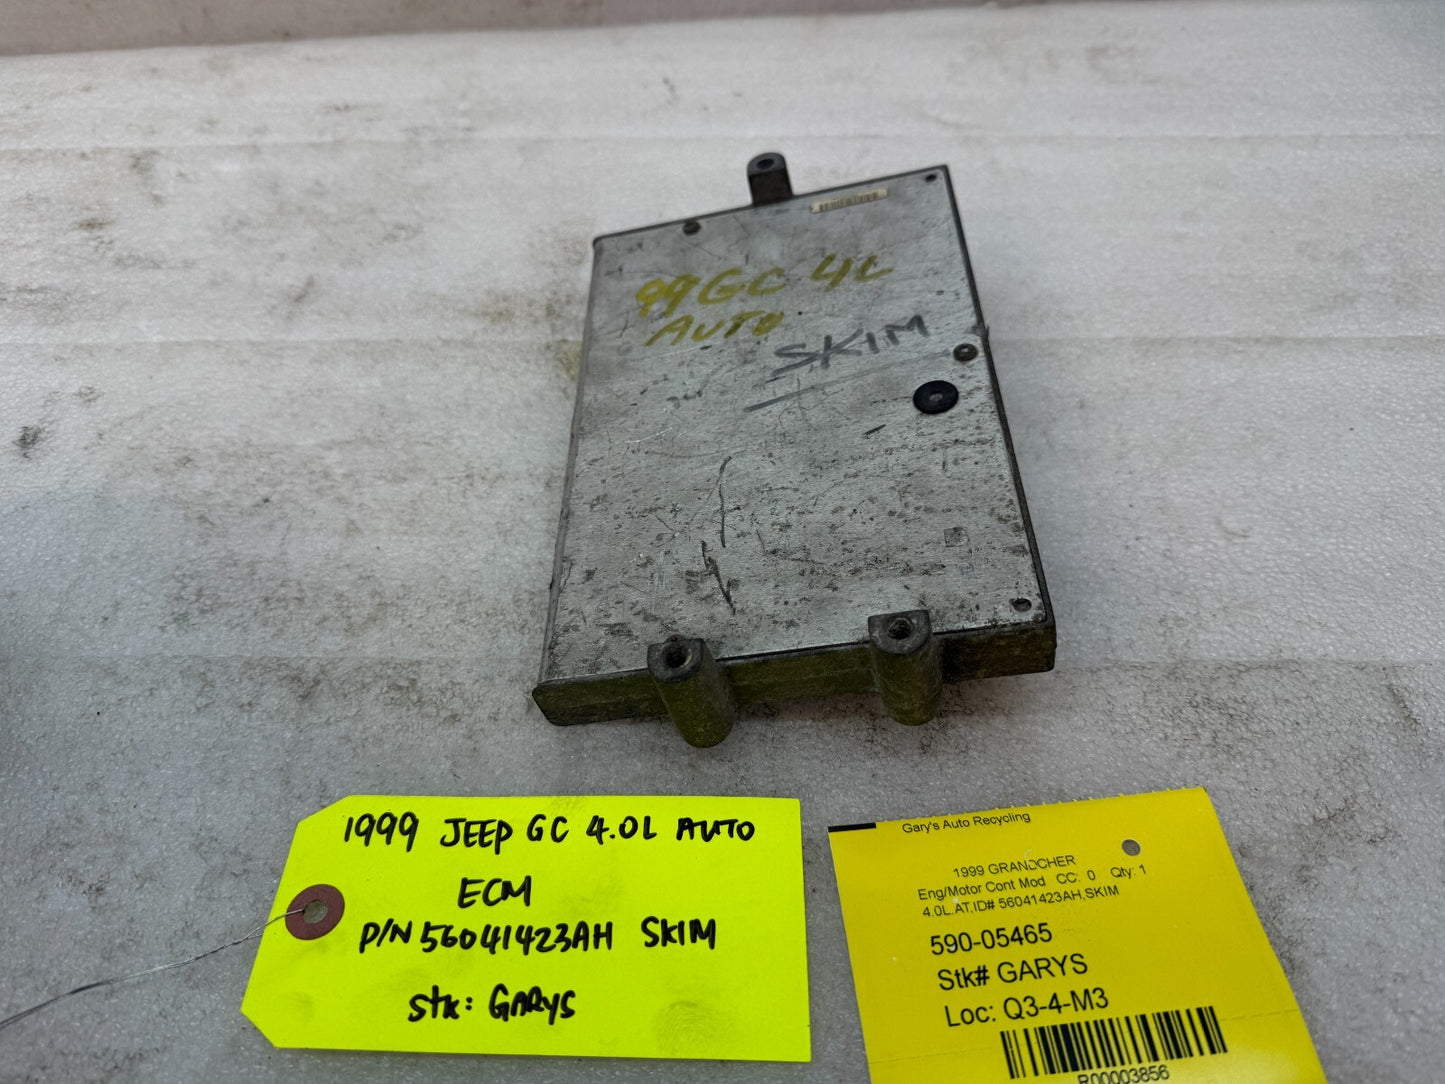 99 GC 4L
AUTO
SKIM
1999 JEEP GC 4.0L AUTO
ECM
P/N 56041423AH SKIM
Stk: GARYS
Gary's Auto Recycling
1999 GRANDCHER
Eng/Motor Cont Mod CC: 0 Qty: 1
4.0L,AT,ID# 56041423AH,SKIM
590-05465
Stk# GARYS
Loc: Q3-4-M3
R00003856